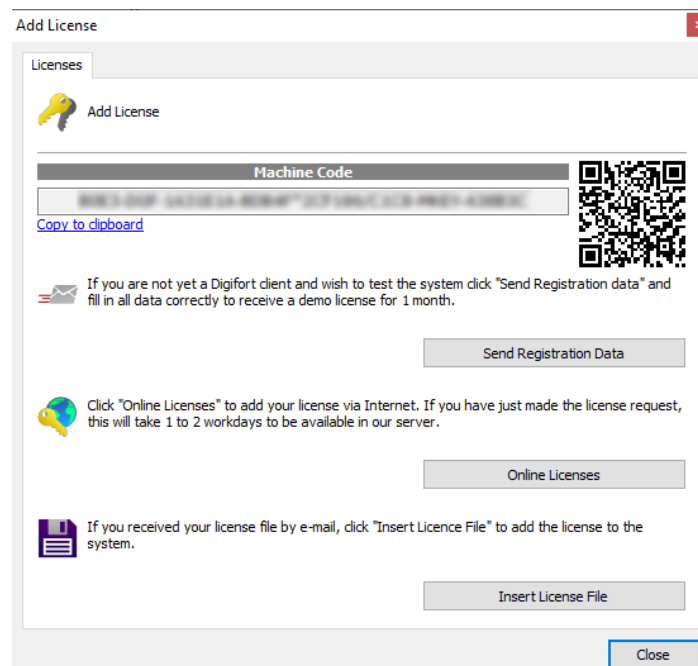 Add License
Licenses
Add License
Machine Code
Copy to clipboard
If you are not yet a Digifort client and wish to test the system click "Send Registration data" and
fill in all data correctly to receive a demo license for 1 month.
Send Registration Data
Click "Online Licenses" to add your license via Internet. If you have just made the license request,
this will take 1 to 2 workdays to be available in our server.
Online Licenses
If you received your license file by e-mail, click "Insert Licence File" to add the license to the
system.
Insert License File
Close